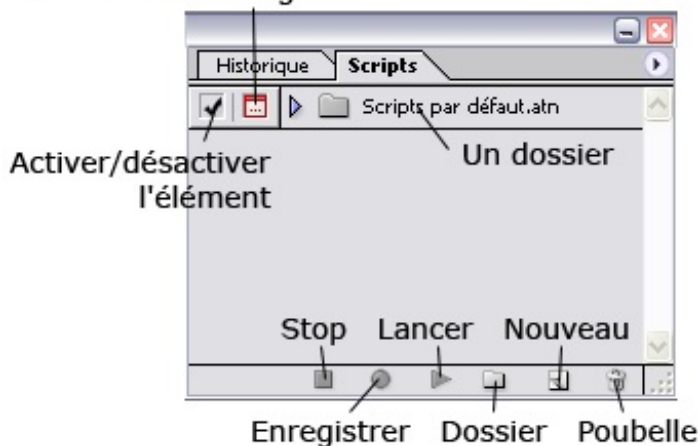 Historique
Scripts
Scripts par défaut.atn
Activer/désactiver
l'élément
Un dossier
Stop
Lancer
Nouveau
Enregistrer
Dossier
Poubelle